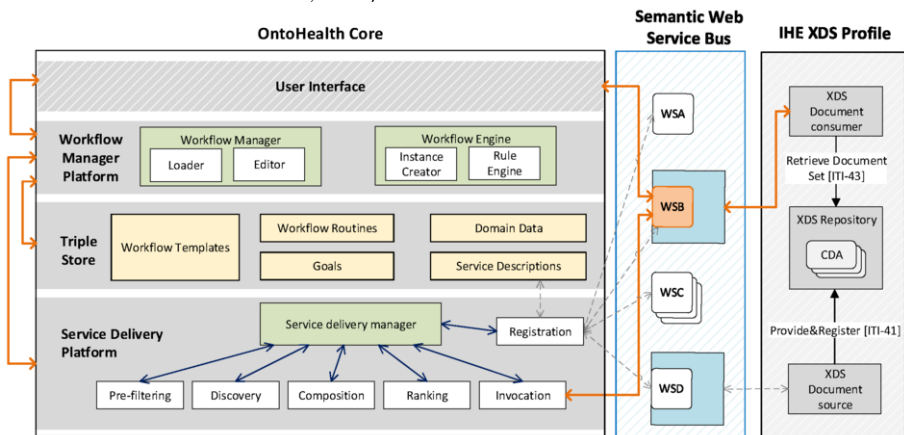 OntoHealth Core
Semantic Web
Service Bus
IHE XDS Profile
User Interface
Workflow
Manager
Platform
Workflow Manager
Loader
Editor
Workflow Engine
Instance
Creator
Rule
Engine
Triple
Store
Workflow Templates
Workflow Routines
Domain Data
Goals
Service Descriptions
Service Delivery
Platform
Service delivery manager
Registration
Pre-filtering
Discovery
Composition
Ranking
Invocation
WSA
WSB
WSC
WSD
XDS
Document
consumer
Retrieve Document
Set [ITI-43]
XDS Repository
CDA
Provide&Register [ITI-41]
XDS
Document
source